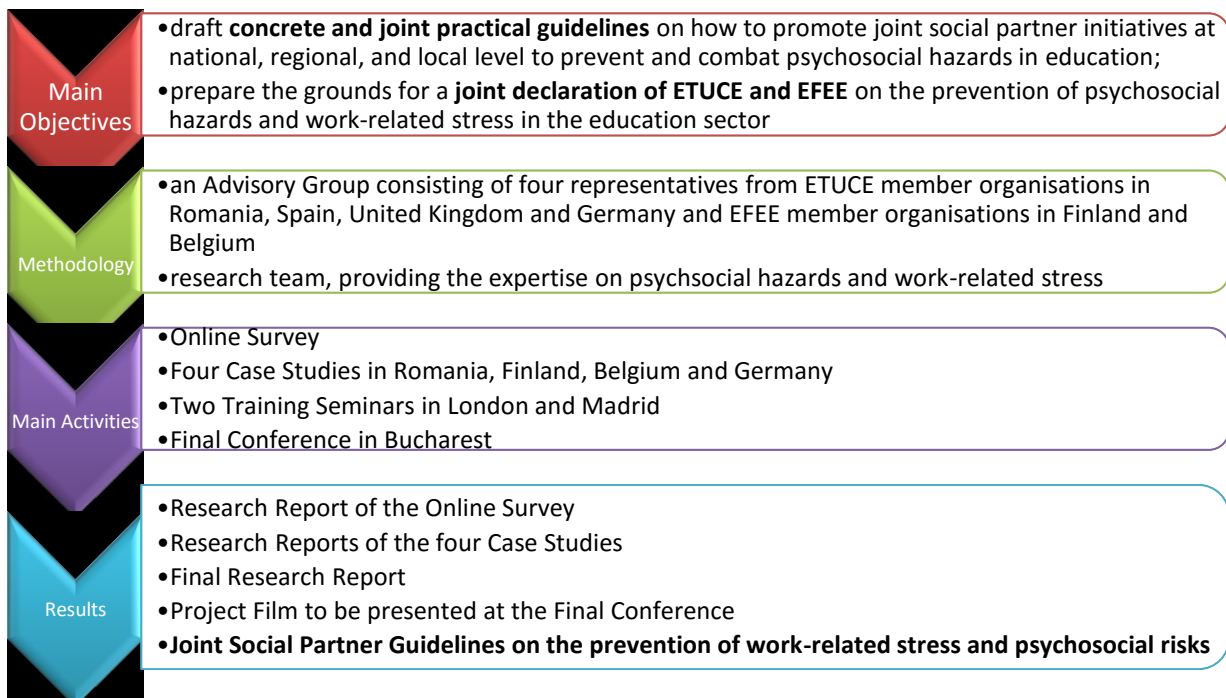 Main
Objectives
•draft concrete and joint practical guidelines on how to promote joint social partner initiatives at
national, regional, and local level to prevent and combat psychosocial hazards in education;
•prepare the grounds for a joint declaration of ETUCE and EFEE on the prevention of psychosocial
hazards and work-related stress in the education sector
Methodology
•an Advisory Group consisting of four representatives from ETUCE member organisations in
Romania, Spain, United Kingdom and Germany and EFEE member organisations in Finland and
Belgium
•research team, providing the expertise on psychsocial hazards and work-related stress
Main Activities
•Online Survey
•Four Case Studies in Romania, Finland, Belgium and Germany
•Two Training Seminars in London and Madrid
•Final Conference in Bucharest
Results
•Research Report of the Online Survey
•Research Reports of the four Case Studies
•Final Research Report
•Project Film to be presented at the Final Conference
•Joint Social Partner Guidelines on the prevention of work-related stress and psychosocial risks